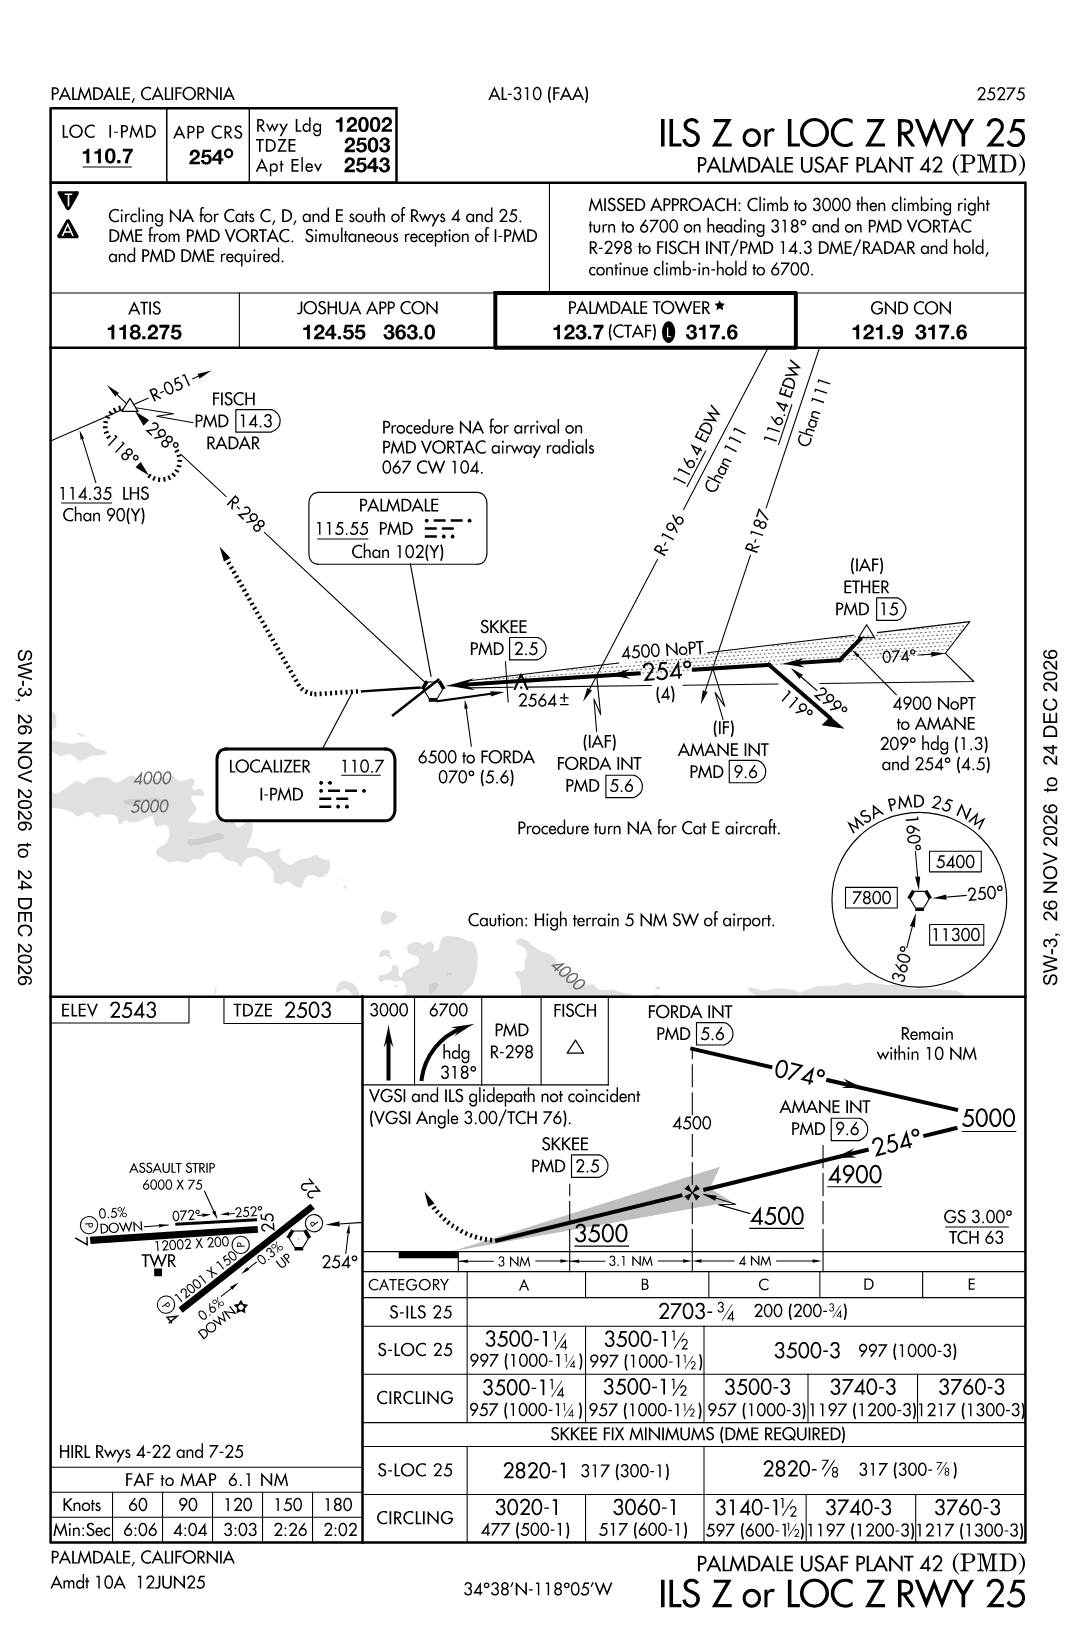 PALMDALE, CALIFORNIA
AL-310 (FAA)
25275
LOC I-PMD
110.7
APP CRS
254°
Rwy Ldg 12002
TDZE 2503
Apt Elev 2543
ILS Z or LOC Z RWY 25
PALMDALE USAF PLANT 42 (PMD)
T
A
Circling NA for Cats C, D, and E south of Rwys 4 and 25.
DME from PMD VORTAC. Simultaneous reception of I-PMD
and PMD DME required.
MISSED APPROACH: Climb to 3000 then climbing right
turn to 6700 on heading 318° and on PMD VORTAC
R-298 to FISCH INT/PMD 14.3 DME/RADAR and hold,
continue climb-in-hold to 6700.
ATIS
118.275
JOSHUA APP CON
124.55 363.0
PALMDALE TOWER ★
123.7 (CTAF) L 317.6
GND CON
121.9 317.6
R-051
FISCH
PMD 14.3
RADAR
298°
118°
114.35 LHS
Chan 90(Y)
R-298
Procedure NA for arrival on
PMD VORTAC airway radials
067 CW 104.
PALMDALE
115.55 PMD
Chan 102(Y)
116.4 EDW
Chan 111
R-196
116.4 EDW
Chan 111
R-187
(IAF)
ETHER
PMD 15
SKKEE
PMD 2.5
4500 NoPT
254°
(4)
074°
2564±
119°
299°
4900 NoPT
to AMANE
209° hdg (1.3)
and 254° (4.5)
(IAF)
FORDA INT
PMD 5.6
(IF)
AMANE INT
PMD 9.6
6500 to FORDA
070° (5.6)
LOCALIZER 110.7
I-PMD
4000
5000
Procedure turn NA for Cat E aircraft.
MSA PMD 25 NM
160°
5400
7800
250°
11300
360°
Caution: High terrain 5 NM SW of airport.
4000
SW-3, 26 NOV 2026 to 24 DEC 2026
SW-3, 26 NOV 2026 to 24 DEC 2026
ELEV 2543
TDZE 2503
ASSAULT STRIP
6000 X 75
0.5%
DOWN
072°
252°
P
7
25
22
P
12002 X 200
P
TWR
12001 X 150
0.3%
UP
254°
P
4
0.6%
DOWN
HIRL Rwys 4-22 and 7-25
FAF to MAP 6.1 NM
Knots 60 90 120 150 180
Min:Sec 6:06 4:04 3:03 2:26 2:02
3000
6700
hdg
318°
PMD
R-298
FISCH
VGSI and ILS glidepath not coincident
(VGSI Angle 3.00/TCH 76).
FORDA INT
PMD 5.6
Remain
within 10 NM
074°
5000
4500
AMANE INT
PMD 9.6
254°
4900
SKKEE
PMD 2.5
4500
3500
GS 3.00°
TCH 63
3 NM
3.1 NM
4 NM
CATEGORY A B C D E
S-ILS 25 2703-¾ 200 (200-¾)
S-LOC 25 3500-1¼ 3500-1½ 3500-3 997 (1000-3)
997 (1000-1¼) 997 (1000-1½)
CIRCLING 3500-1¼ 3500-1½ 3500-3 3740-3 3760-3
957 (1000-1¼) 957 (1000-1½) 957 (1000-3) 1197 (1200-3) 1217 (1300-3)
SKKEE FIX MINIMUMS (DME REQUIRED)
S-LOC 25 2820-1 317 (300-1) 2820-⅞ 317 (300-⅞)
CIRCLING 3020-1 3060-1 3140-1½ 3740-3 3760-3
477 (500-1) 517 (600-1) 597 (600-1½) 1197 (1200-3) 1217 (1300-3)
PALMDALE, CALIFORNIA
Amdt 10A 12JUN25
34°38'N-118°05'W
PALMDALE USAF PLANT 42 (PMD)
ILS Z or LOC Z RWY 25